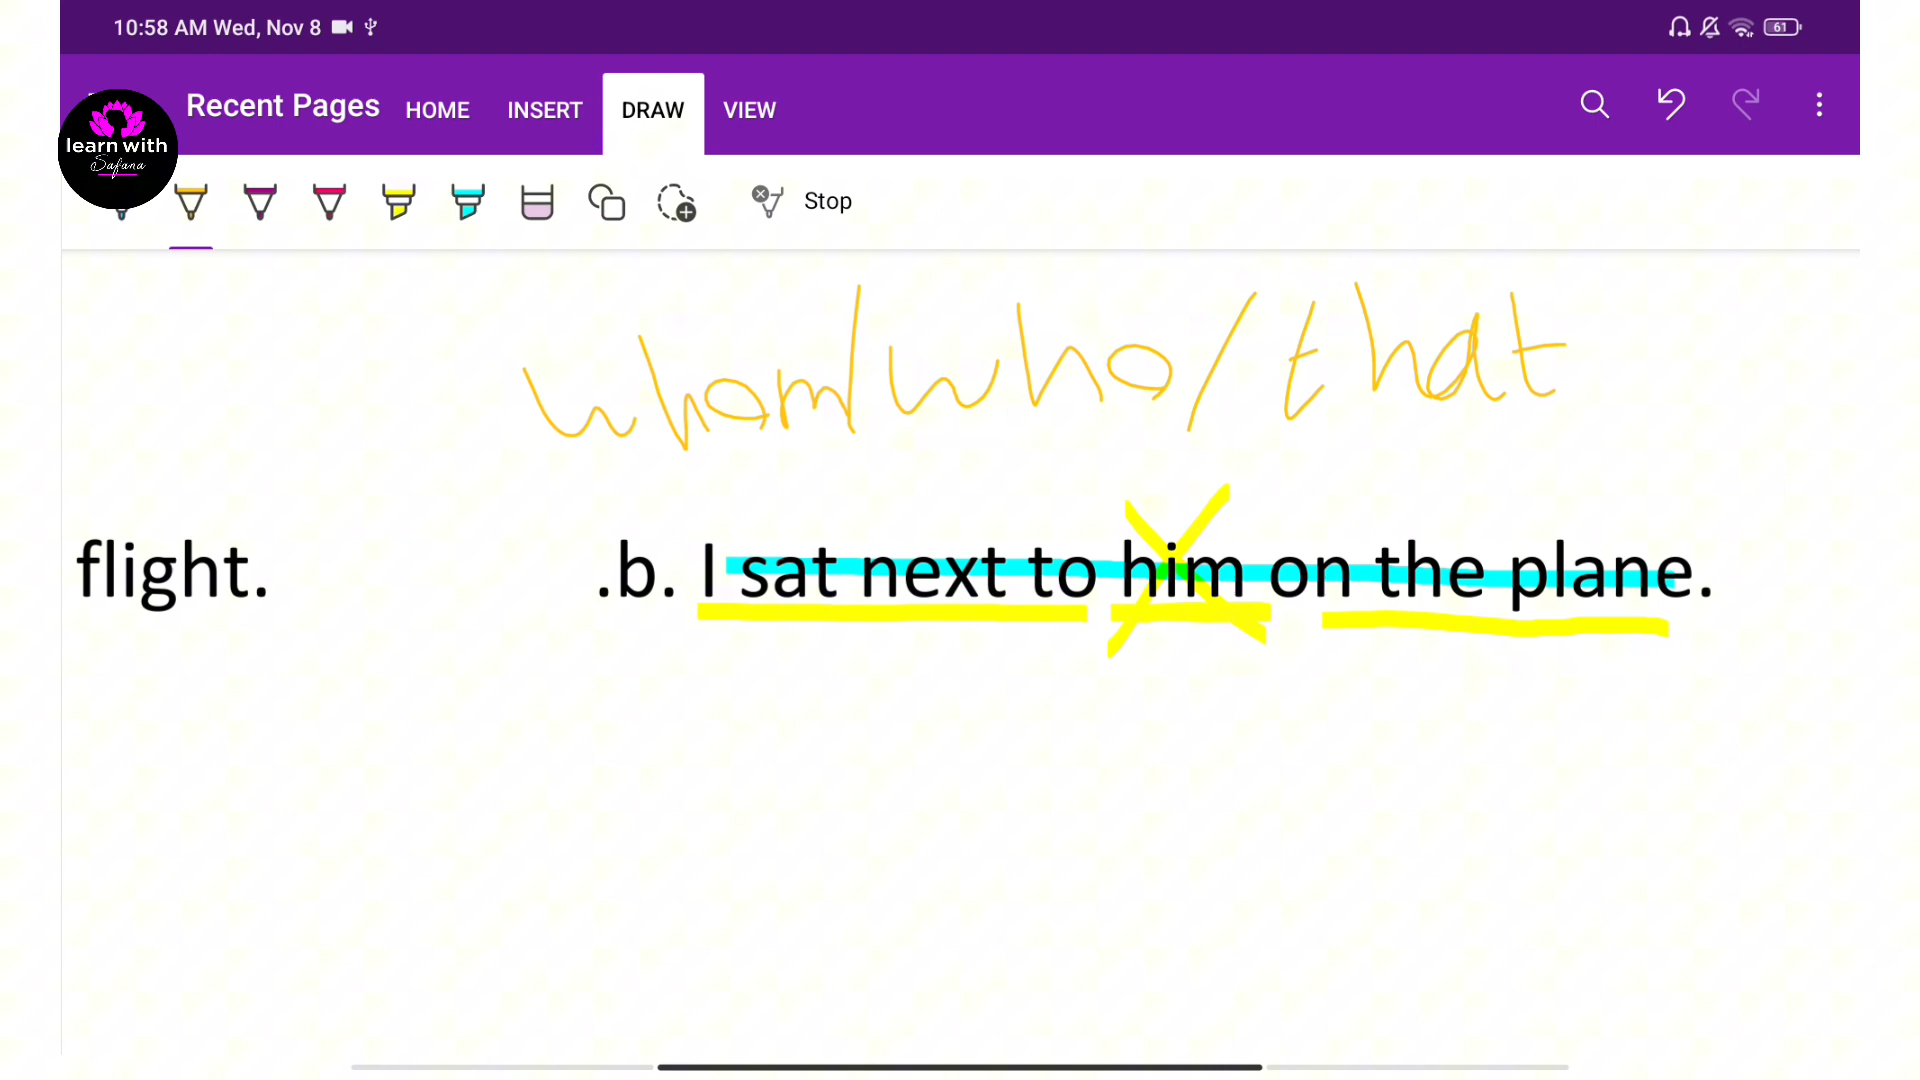 10:58 AM Wed, Nov 8
61
learn with
Safana
Recent Pages HOME INSERT DRAW VIEW
Stop
whom/who/that
flight. .b. I sat next to him on the plane.